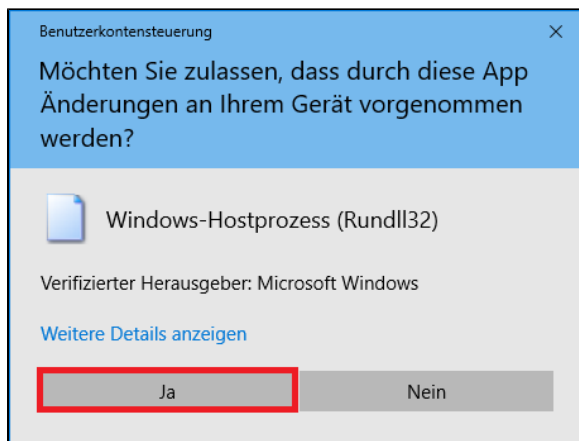 Benutzerkontensteuerung
Möchten Sie zulassen, dass durch diese App
Änderungen an Ihrem Gerät vorgenommen
werden?
Windows-Hostprozess (Rundll32)
Verifizierter Herausgeber: Microsoft Windows
Weitere Details anzeigen
Ja
Nein